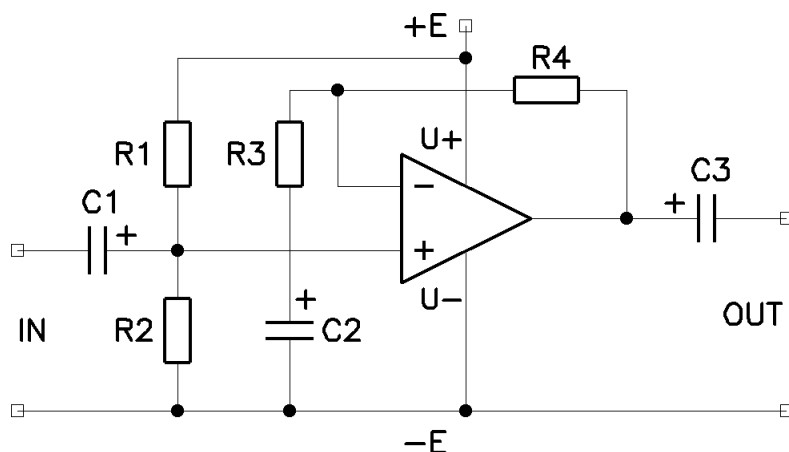 +E
R4
U+
R1
R3
C3
−
C1
+
+
+
U−
+
IN
R2
C2
OUT
−E